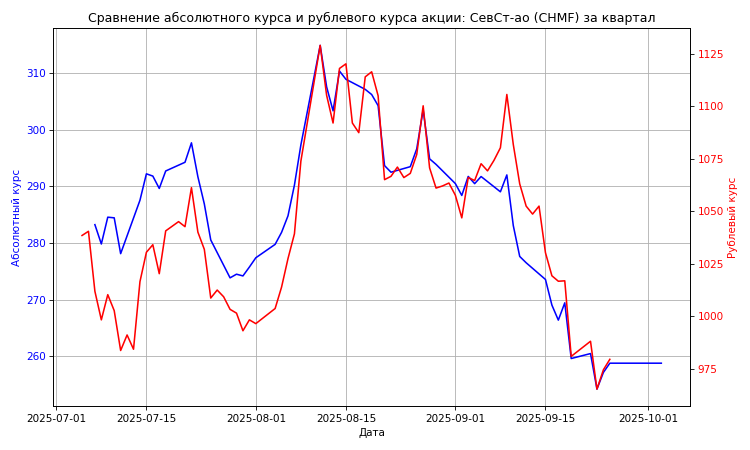 Сравнение абсолютного курса и рублевого курса акции: СевСт-ао (CHMF) за квартал
Абсолютный курс
310
300
290
280
270
260
1125
1100
1075
1050
1025
1000
975
Рублевый курс
2025-07-01 2025-07-15 2025-08-01 2025-08-15 2025-09-01 2025-09-15 2025-10-01
Дата